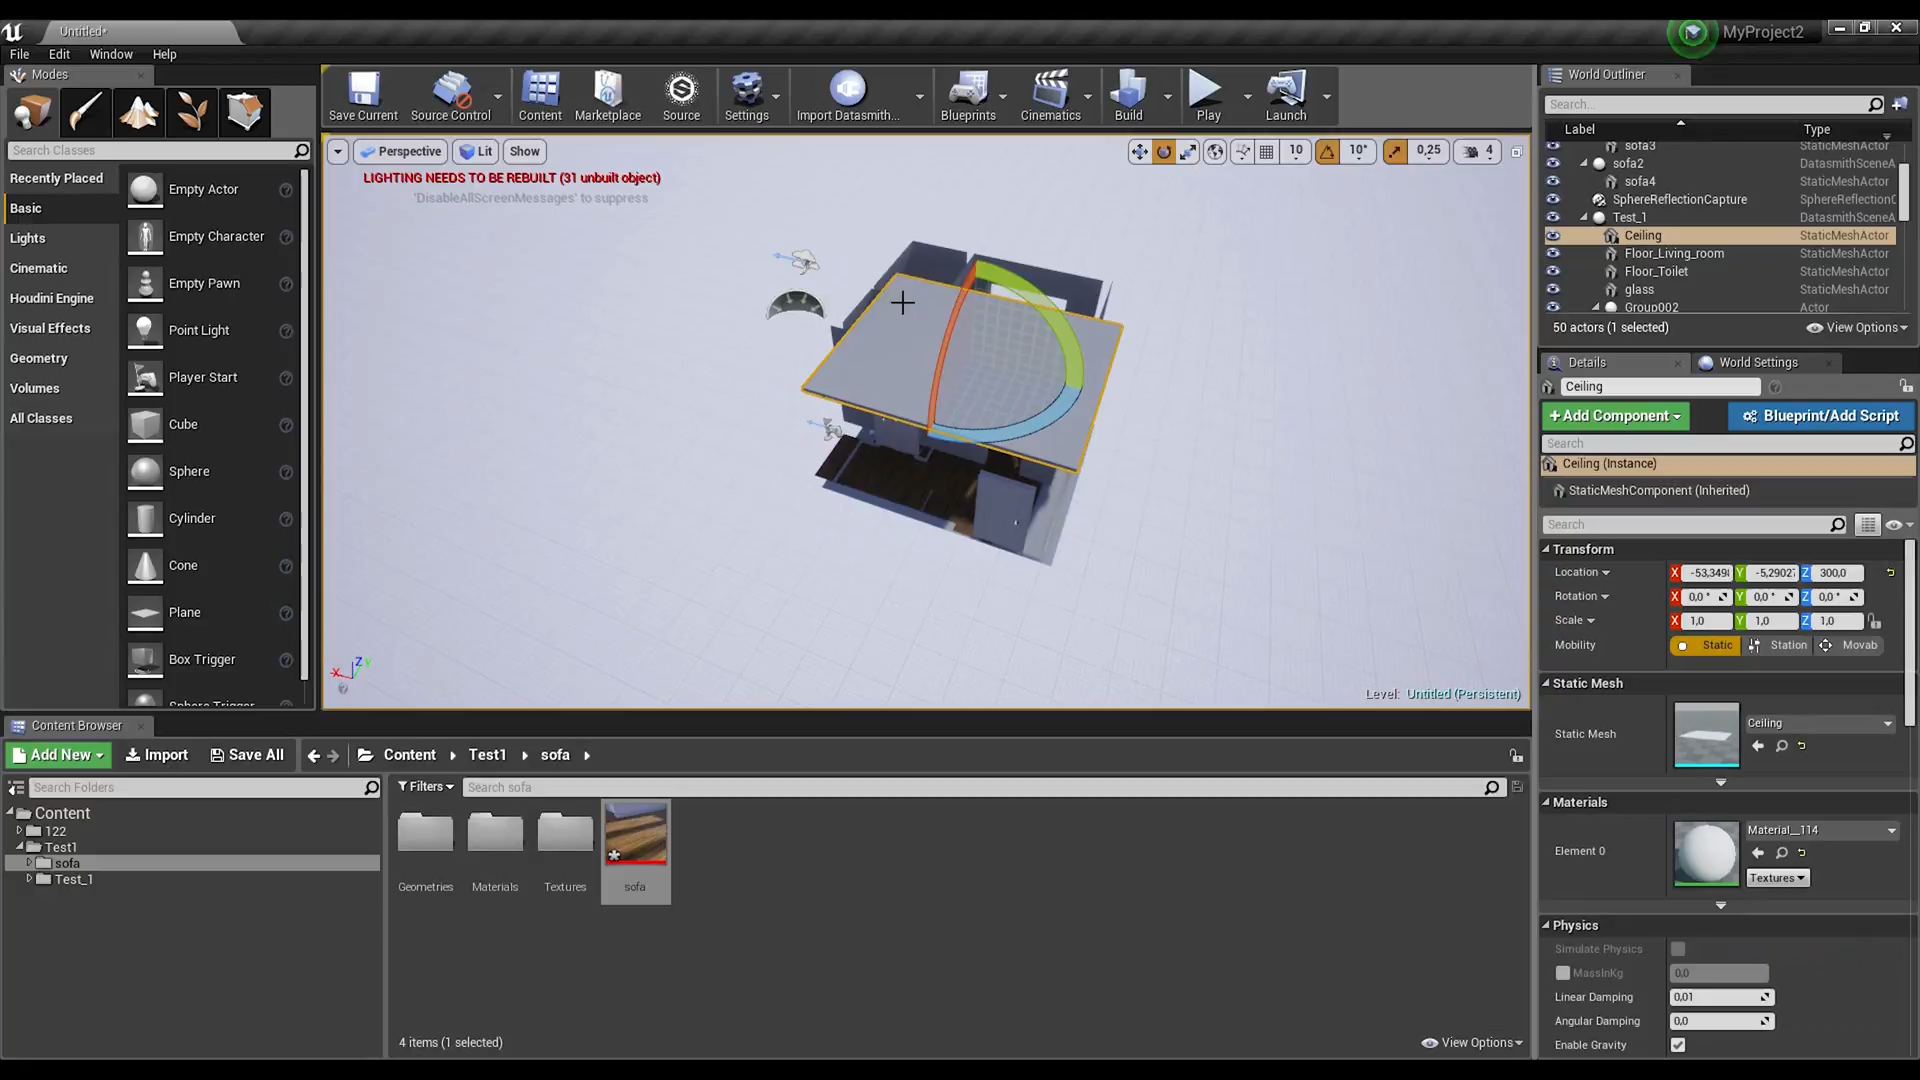 Untitled*
MyProject2
File Edit Window Help
Modes
Search Classes
Recently Placed
Basic
Lights
Cinematic
Houdini Engine
Visual Effects
Geometry
Volumes
All Classes
Empty Actor
Empty Character
Empty Pawn
Point Light
Player Start
Cube
Sphere
Cylinder
Cone
Plane
Box Trigger
Sphere Trigger
Save Current
Source Control
Content
Marketplace
Source
Settings
Import Datasmith...
Blueprints
Cinematics
Build
Play
Launch
Perspective
Lit
Show
10
10°
0,25
4
LIGHTING NEEDS TO BE REBUILT (31 unbuilt object)
'DisableAllScreenMessages' to suppress
X Z Y
Level: Untitled (Persistent)
World Outliner
Search...
Label Type
sofa3 StaticMeshActor
sofa2 DatasmithSceneA
sofa4 StaticMeshActor
SphereReflectionCapture SphereReflectionC
Test_1 DatasmithSceneA
Ceiling StaticMeshActor
Floor_Living_room StaticMeshActor
Floor_Toilet StaticMeshActor
glass StaticMeshActor
Group002 Actor
50 actors (1 selected)
View Options
Details
World Settings
Ceiling
+Add Component
Blueprint/Add Script
Search
Ceiling (Instance)
StaticMeshComponent (Inherited)
Search
Transform
Location X -53,349 Y -5,2902 Z 300,0
Rotation X 0,0 ° Y 0,0 ° Z 0,0 °
Scale X 1,0 Y 1,0 Z 1,0
Mobility Static Station Movab
Static Mesh
Static Mesh
Ceiling
Materials
Element 0
Material__114
Textures
Physics
Simulate Physics
MassInKg 0,0
Linear Damping 0,01
Angular Damping 0,0
Enable Gravity
Content Browser
Add New
Import
Save All
Content
Test1
sofa
Search Folders
Filters
Search sofa
Content
122
Test1
sofa
Test_1
Geometries
Materials
Textures
sofa
4 items (1 selected)
View Options